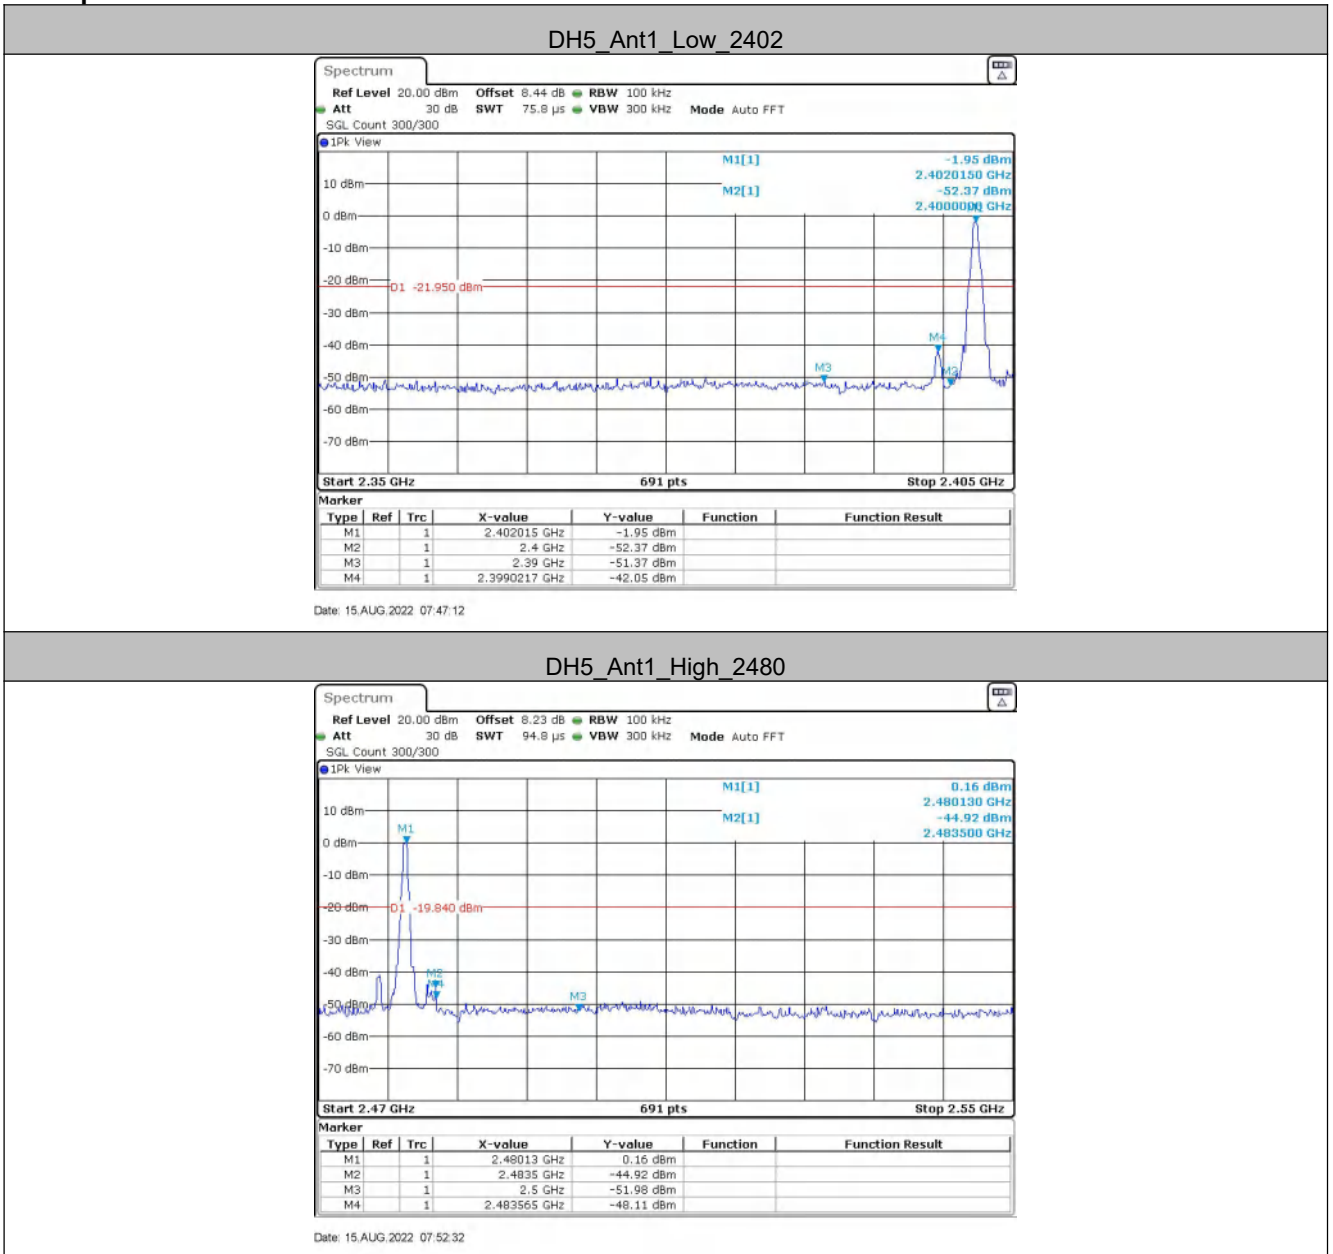 DH5_Ant1_Low_2402
Spectrum
Ref Level 20.00 dBm Offset 8.44 dB RBW 100 kHz
Att 30 dB SWT 75.8 µs VBW 300 kHz Mode Auto FFT
SGL Count 300/300
1Pk View
M1[1] -1.95 dBm
2.4020150 GHz
10 dBm
M2[1] -52.37 dBm
2.4000000 GHz
0 dBm
-10 dBm
-20 dBm
D1 -21.950 dBm
-30 dBm
-40 dBm
M4
M3
-50 dBm
M2
-60 dBm
-70 dBm
Start 2.35 GHz 691 pts Stop 2.405 GHz
Marker
Type Ref Trc X-value Y-value Function Function Result
M1 1 2.402015 GHz -1.95 dBm
M2 1 2.4 GHz -52.37 dBm
M3 1 2.39 GHz -51.37 dBm
M4 1 2.3990217 GHz -42.05 dBm
Date: 15.AUG.2022 07:47:12
DH5_Ant1_High_2480
Spectrum
Ref Level 20.00 dBm Offset 8.23 dB RBW 100 kHz
Att 30 dB SWT 94.8 µs VBW 300 kHz Mode Auto FFT
SGL Count 300/300
1Pk View
M1[1] 0.16 dBm
2.480130 GHz
10 dBm
M2[1] -44.92 dBm
M1
2.483500 GHz
0 dBm
-10 dBm
-20 dBm
D1 -19.840 dBm
-30 dBm
-40 dBm
M2
M4
M3
-50 dBm
-60 dBm
-70 dBm
Start 2.47 GHz 691 pts Stop 2.55 GHz
Marker
Type Ref Trc X-value Y-value Function Function Result
M1 1 2.48013 GHz 0.16 dBm
M2 1 2.4835 GHz -44.92 dBm
M3 1 2.5 GHz -51.98 dBm
M4 1 2.483565 GHz -48.11 dBm
Date: 15.AUG.2022 07:52:32